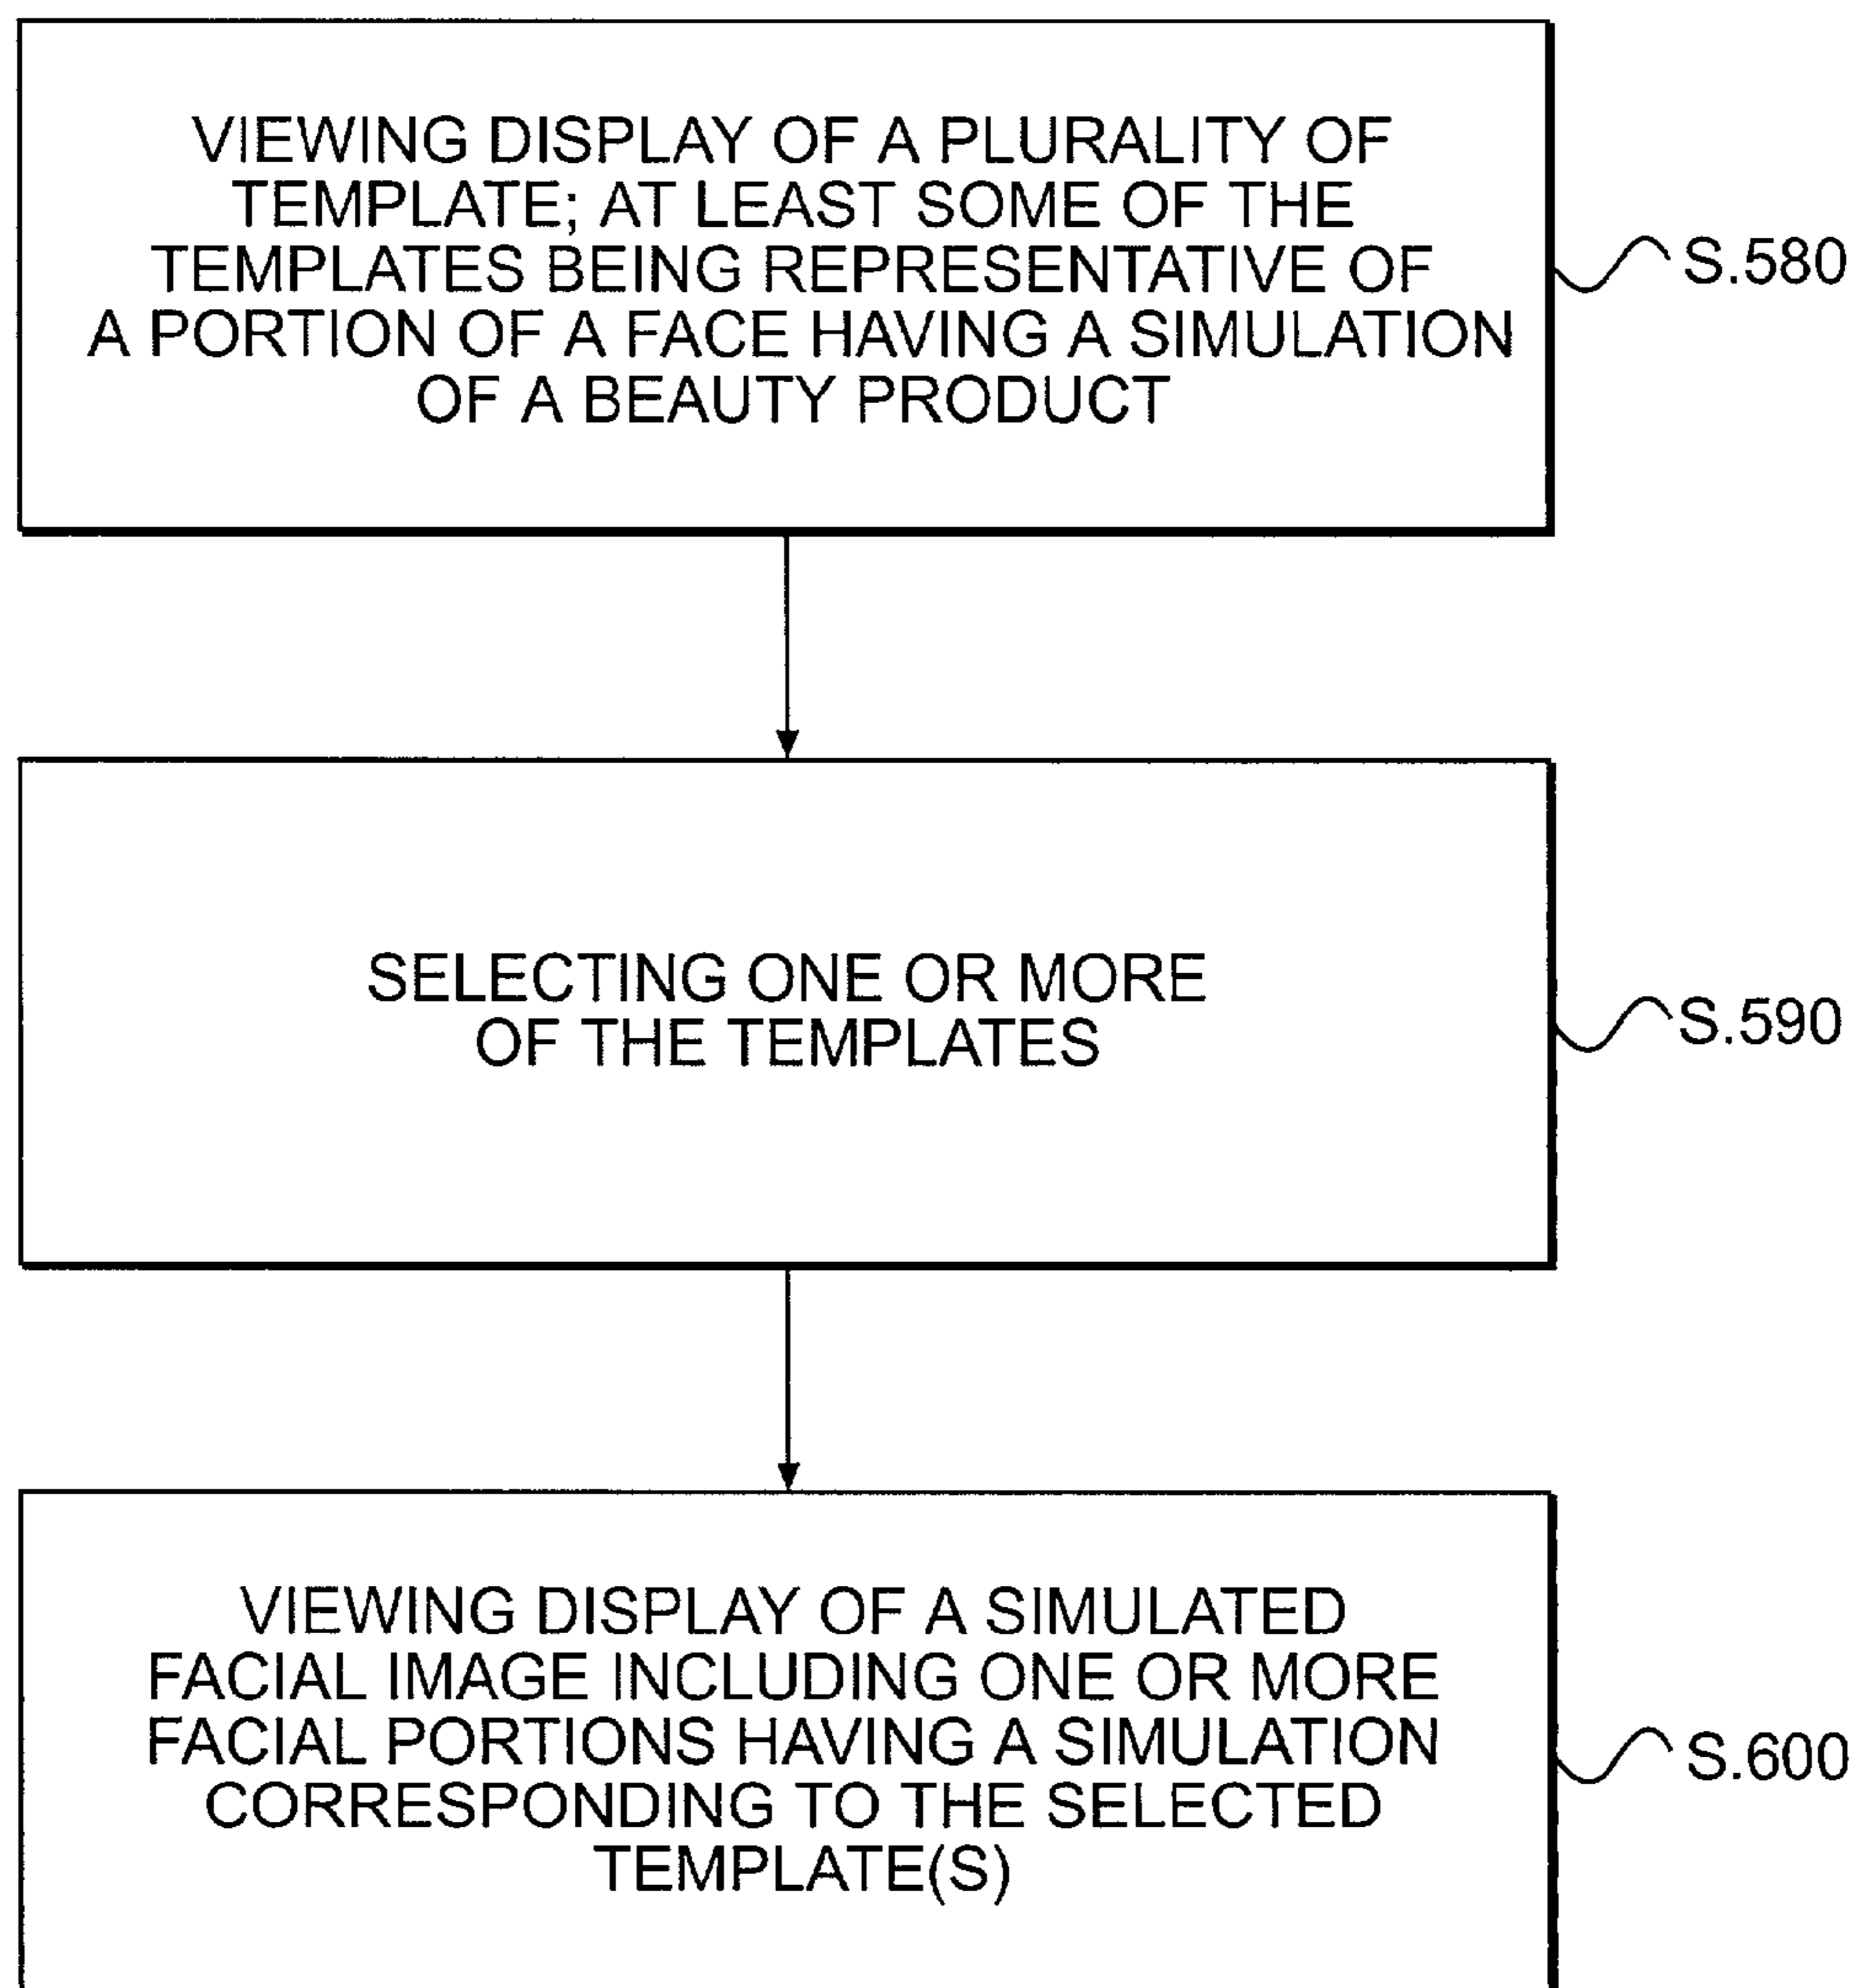 VIEWING DISPLAY OF A PLURALITY OF
TEMPLATE; AT LEAST SOME OF THE
TEMPLATES BEING REPRESENTATIVE OF
A PORTION OF A FACE HAVING A SIMULATION
OF A BEAUTY PRODUCT
S.580
SELECTING ONE OR MORE
OF THE TEMPLATES
S.590
VIEWING DISPLAY OF A SIMULATED
FACIAL IMAGE INCLUDING ONE OR MORE
FACIAL PORTIONS HAVING A SIMULATION
CORRESPONDING TO THE SELECTED
TEMPLATE(S)
S.600